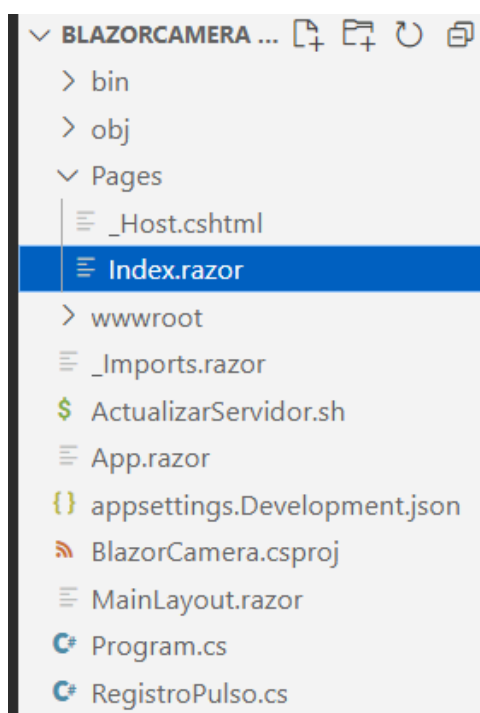 BLAZORCAMERA ...
bin
obj
Pages
_Host.cshtml
Index.razor
wwwroot
_Imports.razor
$ ActualizarServidor.sh
App.razor
{} appsettings.Development.json
BlazorCamera.csproj
MainLayout.razor
C# Program.cs
C# RegistroPulso.cs